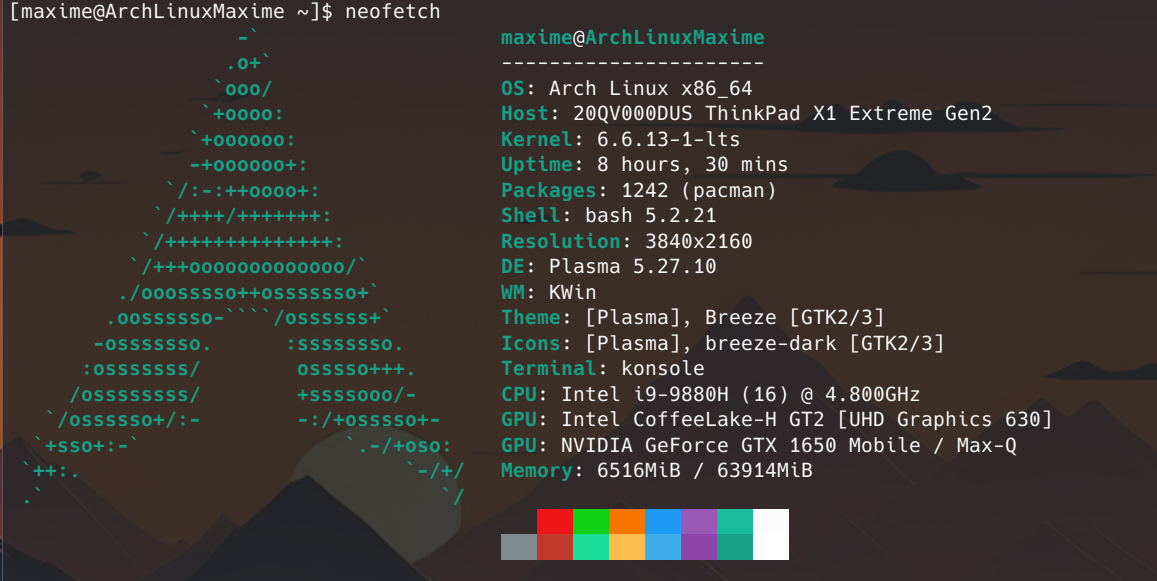 [maxime@ArchLinuxMaxime ~]$ neofetch
                   -`                    maxime@ArchLinuxMaxime
                  .o+`                   ----------------------
                 `ooo/                   OS: Arch Linux x86_64
                `+oooo:                  Host: 20QV000DUS ThinkPad X1 Extreme Gen2
               `+oooooo:                 Kernel: 6.6.13-1-lts
               -+oooooo+:                Uptime: 8 hours, 30 mins
             `/:-:++oooo+:               Packages: 1242 (pacman)
            `/++++/+++++++:              Shell: bash 5.2.21
           `/++++++++++++++:             Resolution: 3840x2160
          `/+++ooooooooooooo/`           DE: Plasma 5.27.10
         ./ooosssso++osssssso+`          WM: KWin
        .oossssso-````/ossssss+`         Theme: [Plasma], Breeze [GTK2/3]
       -osssssso.      :ssssssso.        Icons: [Plasma], breeze-dark [GTK2/3]
      :osssssss/        osssso+++.       Terminal: konsole
     /ossssssss/        +ssssooo/-       CPU: Intel i9-9880H (16) @ 4.800GHz
   `/ossssso+/:-        -:/+osssso+-     GPU: Intel CoffeeLake-H GT2 [UHD Graphics 630]
  `+sso+:-`                 `.-/+oso:    GPU: NVIDIA GeForce GTX 1650 Mobile / Max-Q
 `++:.                           `-/+/   Memory: 6516MiB / 63914MiB
 .`                                 `/